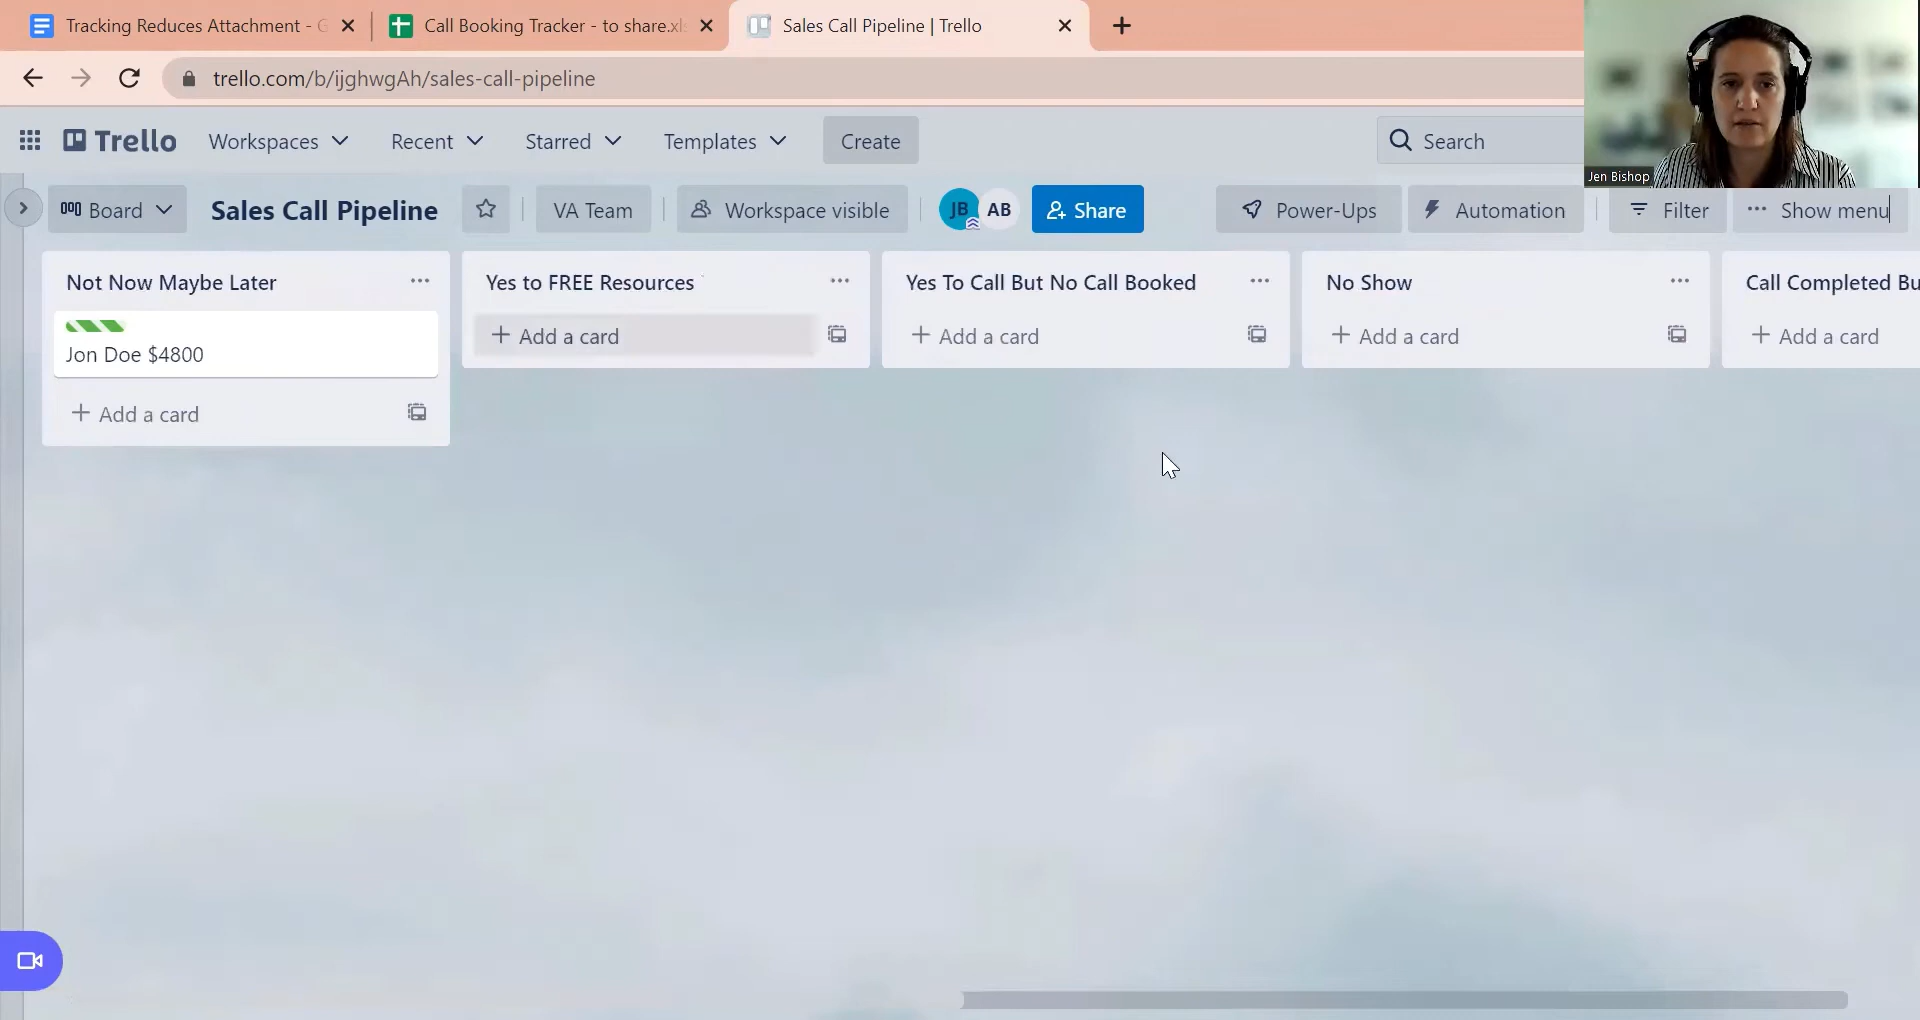 Tracking Reduces Attachment - G
Call Booking Tracker - to share.xls
Sales Call Pipeline | Trello
trello.com/b/ijghwgAh/sales-call-pipeline
Trello
Workspaces
Recent
Starred
Templates
Create
Search
Jen Bishop
Board
Sales Call Pipeline
VA Team
Workspace visible
JB
AB
Share
Power-Ups
Automation
Filter
Show menu
Not Now Maybe Later
Yes to FREE Resources
Yes To Call But No Call Booked
No Show
Call Completed Bu
Jon Doe $4800
Add a card
Add a card
Add a card
Add a card
Add a card